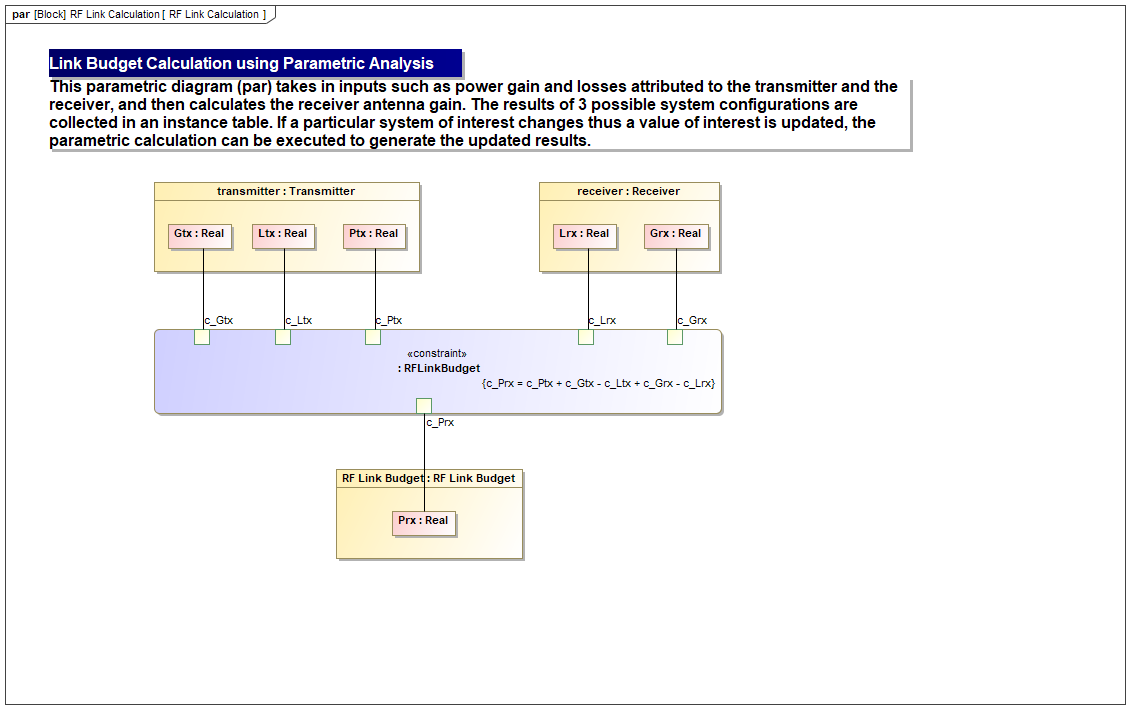 par [Block] RF Link Calculation [ RF Link Calculation ]
Link Budget Calculation using Parametric Analysis
This parametric diagram (par) takes in inputs such as power gain and losses attributed to the transmitter and the
receiver, and then calculates the receiver antenna gain. The results of 3 possible system configurations are
collected in an instance table. If a particular system of interest changes thus a value of interest is updated, the
parametric calculation can be executed to generate the updated results.
transmitter : Transmitter
receiver : Receiver
Gtx : Real
Ltx : Real
Ptx : Real
Lrx : Real
Grx : Real
c_Gtx
c_Ltx
c_Ptx
c_Lrx
c_Grx
«constraint»
: RFLinkBudget
{c_Prx = c_Ptx + c_Gtx - c_Ltx + c_Grx - c_Lrx}
c_Prx
RF Link Budget : RF Link Budget
Prx : Real